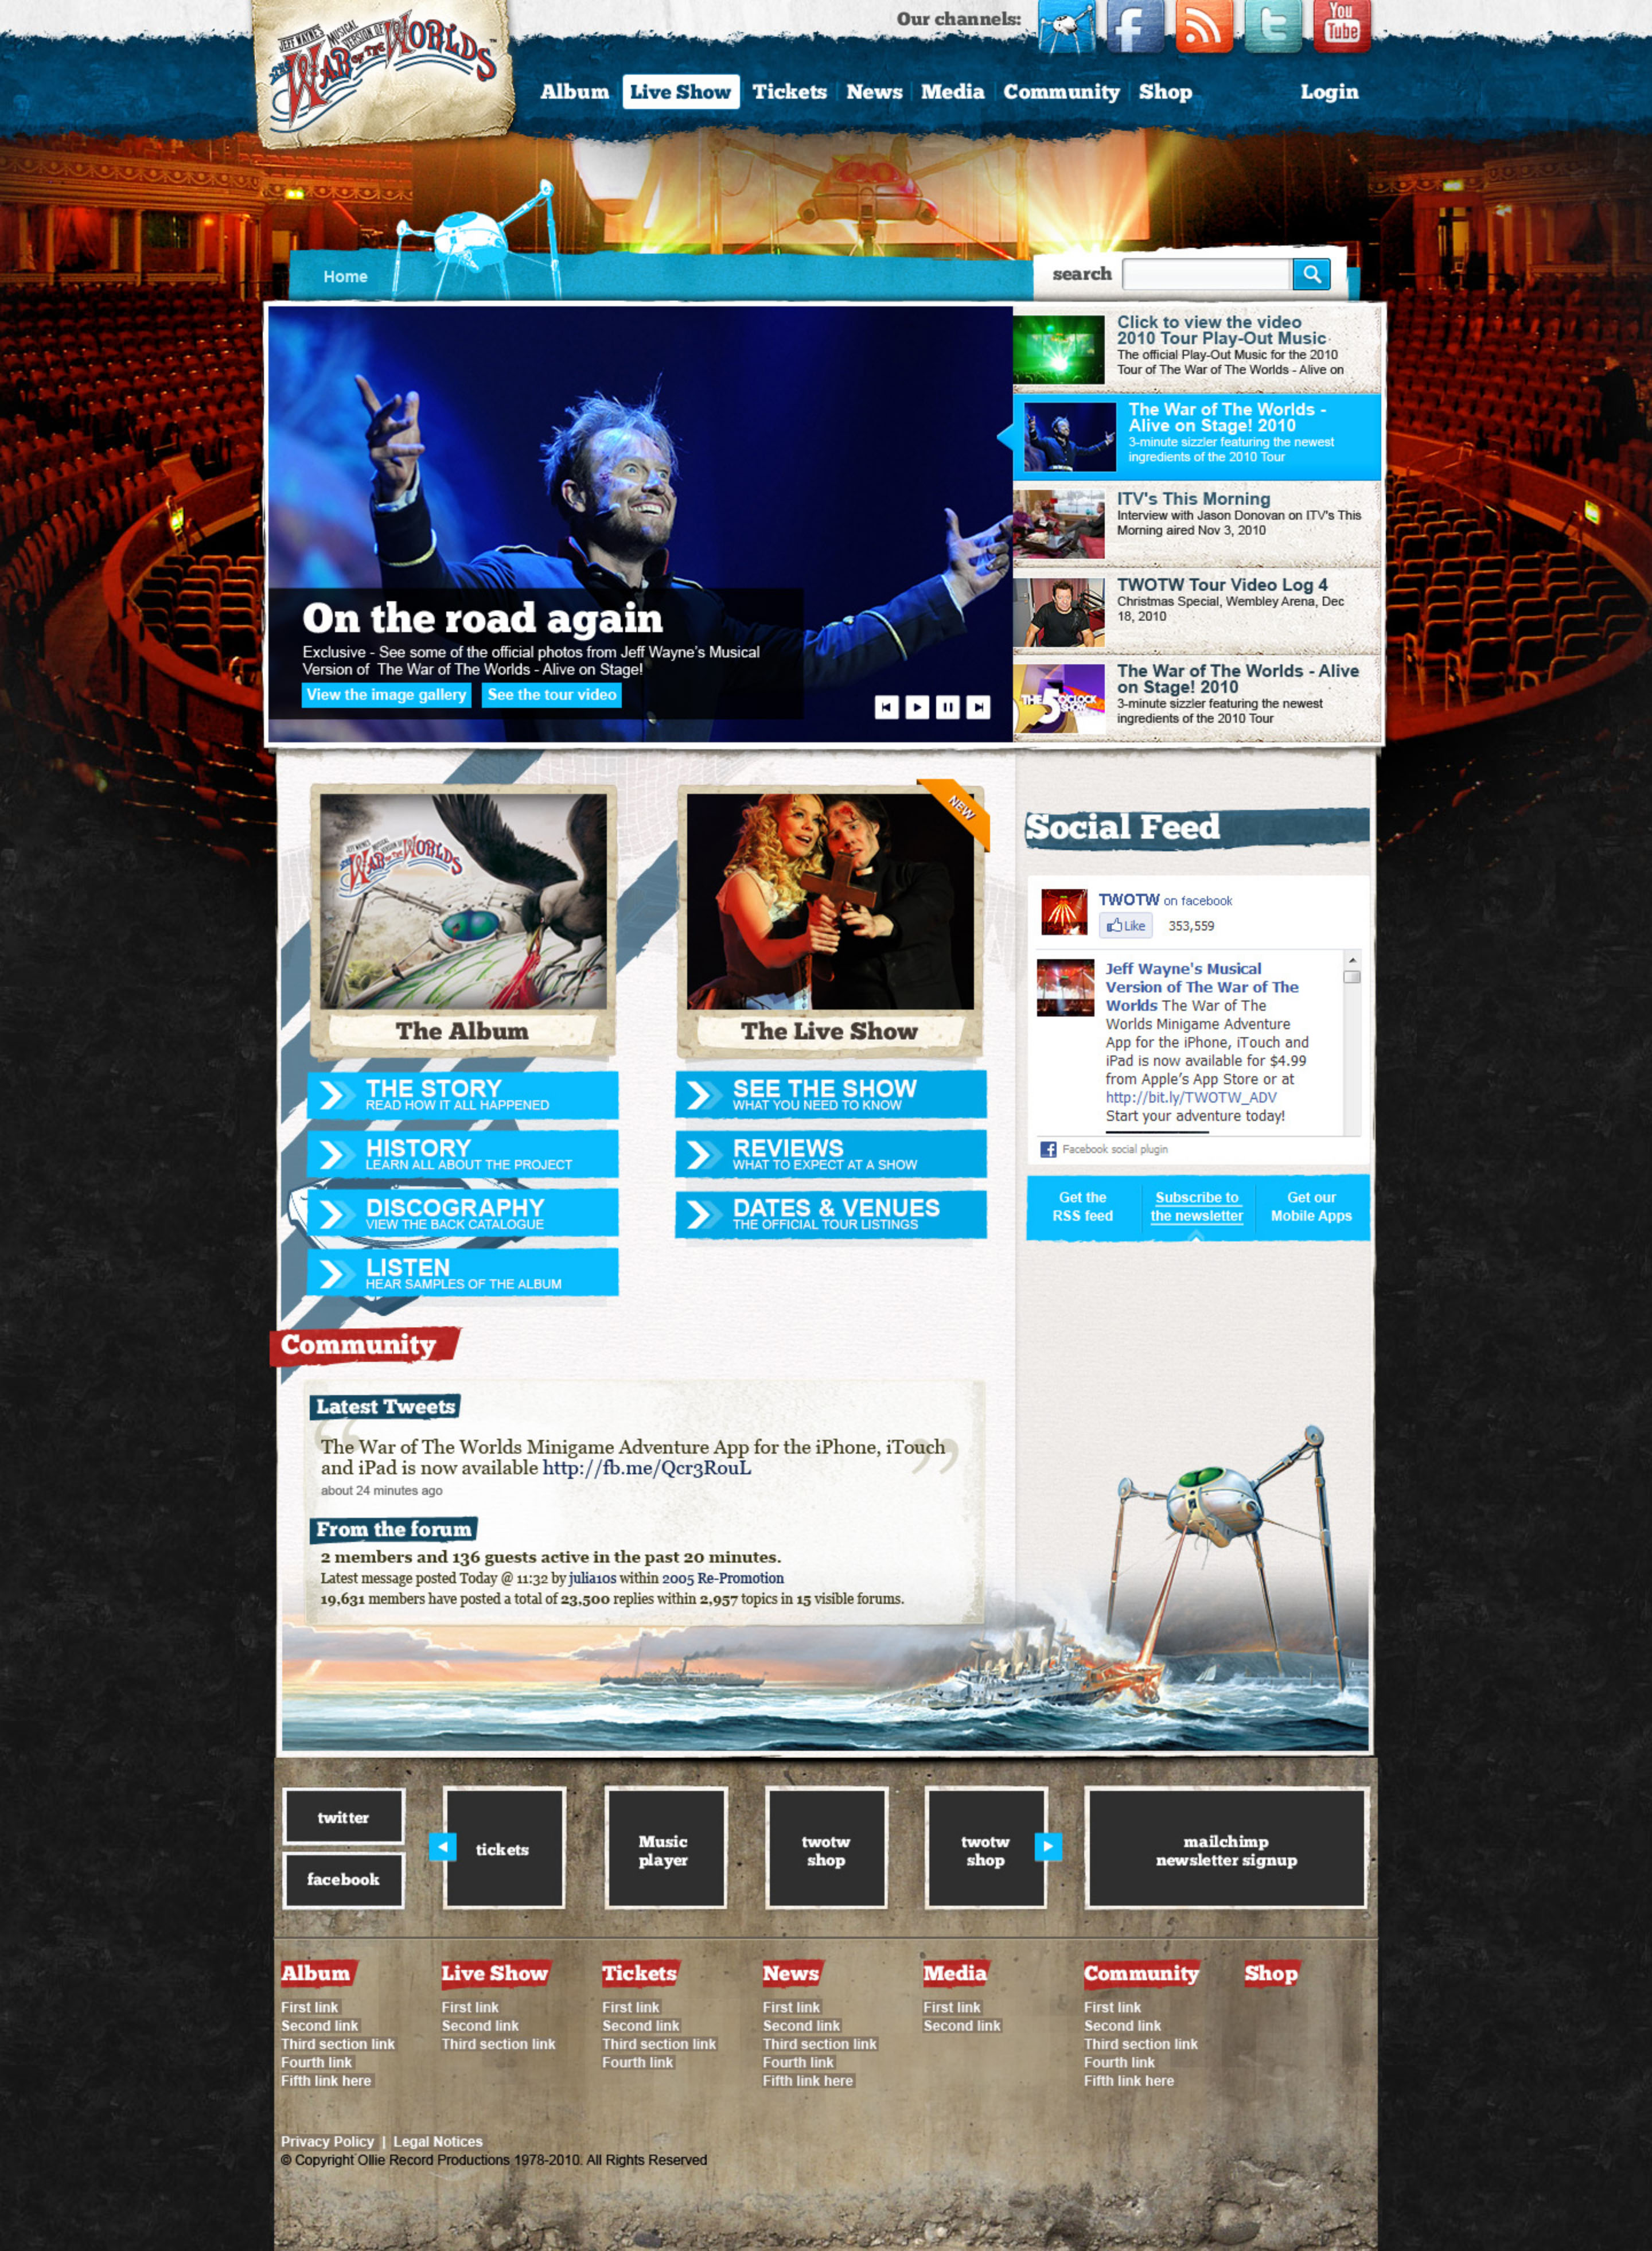 Our channels:
You
Tube
JEFF WAYNE'S MUSICAL VERSION OF
THE WAR OF THE WORLDS
Album Live Show Tickets News Media Community Shop Login
Home
search
Click to view the video
2010 Tour Play-Out Music
The official Play-Out Music for the 2010
Tour of The War of The Worlds - Alive on
The War of The Worlds -
Alive on Stage! 2010
3-minute sizzler featuring the newest
ingredients of the 2010 Tour
ITV's This Morning
Interview with Jason Donovan on ITV's This
Morning aired Nov 3, 2010
TWOTW Tour Video Log 4
Christmas Special, Wembley Arena, Dec
18, 2010
THE 5 O'CLOCK SHOW
The War of The Worlds - Alive
on Stage! 2010
3-minute sizzler featuring the newest
ingredients of the 2010 Tour
On the road again
Exclusive - See some of the official photos from Jeff Wayne's Musical
Version of The War of The Worlds - Alive on Stage!
View the image gallery See the tour video
JEFF WAYNE'S MUSICAL VERSION OF
THE WAR OF THE WORLDS
The Album
NEW
The Live Show
THE STORY
READ HOW IT ALL HAPPENED
HISTORY
LEARN ALL ABOUT THE PROJECT
DISCOGRAPHY
VIEW THE BACK CATALOGUE
LISTEN
HEAR SAMPLES OF THE ALBUM
SEE THE SHOW
WHAT YOU NEED TO KNOW
REVIEWS
WHAT TO EXPECT AT A SHOW
DATES & VENUES
THE OFFICIAL TOUR LISTINGS
Social Feed
TWOTW on facebook
Like 353,559
Jeff Wayne's Musical
Version of The War of The
Worlds The War of The
Worlds Minigame Adventure
App for the iPhone, iTouch and
iPad is now available for $4.99
from Apple's App Store or at
http://bit.ly/TWOTW_ADV
Start your adventure today!
Facebook social plugin
Get the
RSS feed
Subscribe to
the newsletter
Get our
Mobile Apps
Community
Latest Tweets
“The War of The Worlds Minigame Adventure App for the iPhone, iTouch”
and iPad is now available http://fb.me/Qcr3RouL
about 24 minutes ago
From the forum
2 members and 136 guests active in the past 20 minutes.
Latest message posted Today @ 11:32 by julia10s within 2005 Re-Promotion
19,631 members have posted a total of 23,500 replies within 2,957 topics in 15 visible forums.
twitter
facebook
tickets
Music
player
twotw
shop
twotw
shop
mailchimp
newsletter signup
Album
First link
Second link
Third section link
Fourth link
Fifth link here
Live Show
First link
Second link
Third section link
Tickets
First link
Second link
Third section link
Fourth link
News
First link
Second link
Third section link
Fourth link
Fifth link here
Media
First link
Second link
Community
First link
Second link
Third section link
Fourth link
Fifth link here
Shop
Privacy Policy | Legal Notices
© Copyright Ollie Record Productions 1978-2010. All Rights Reserved